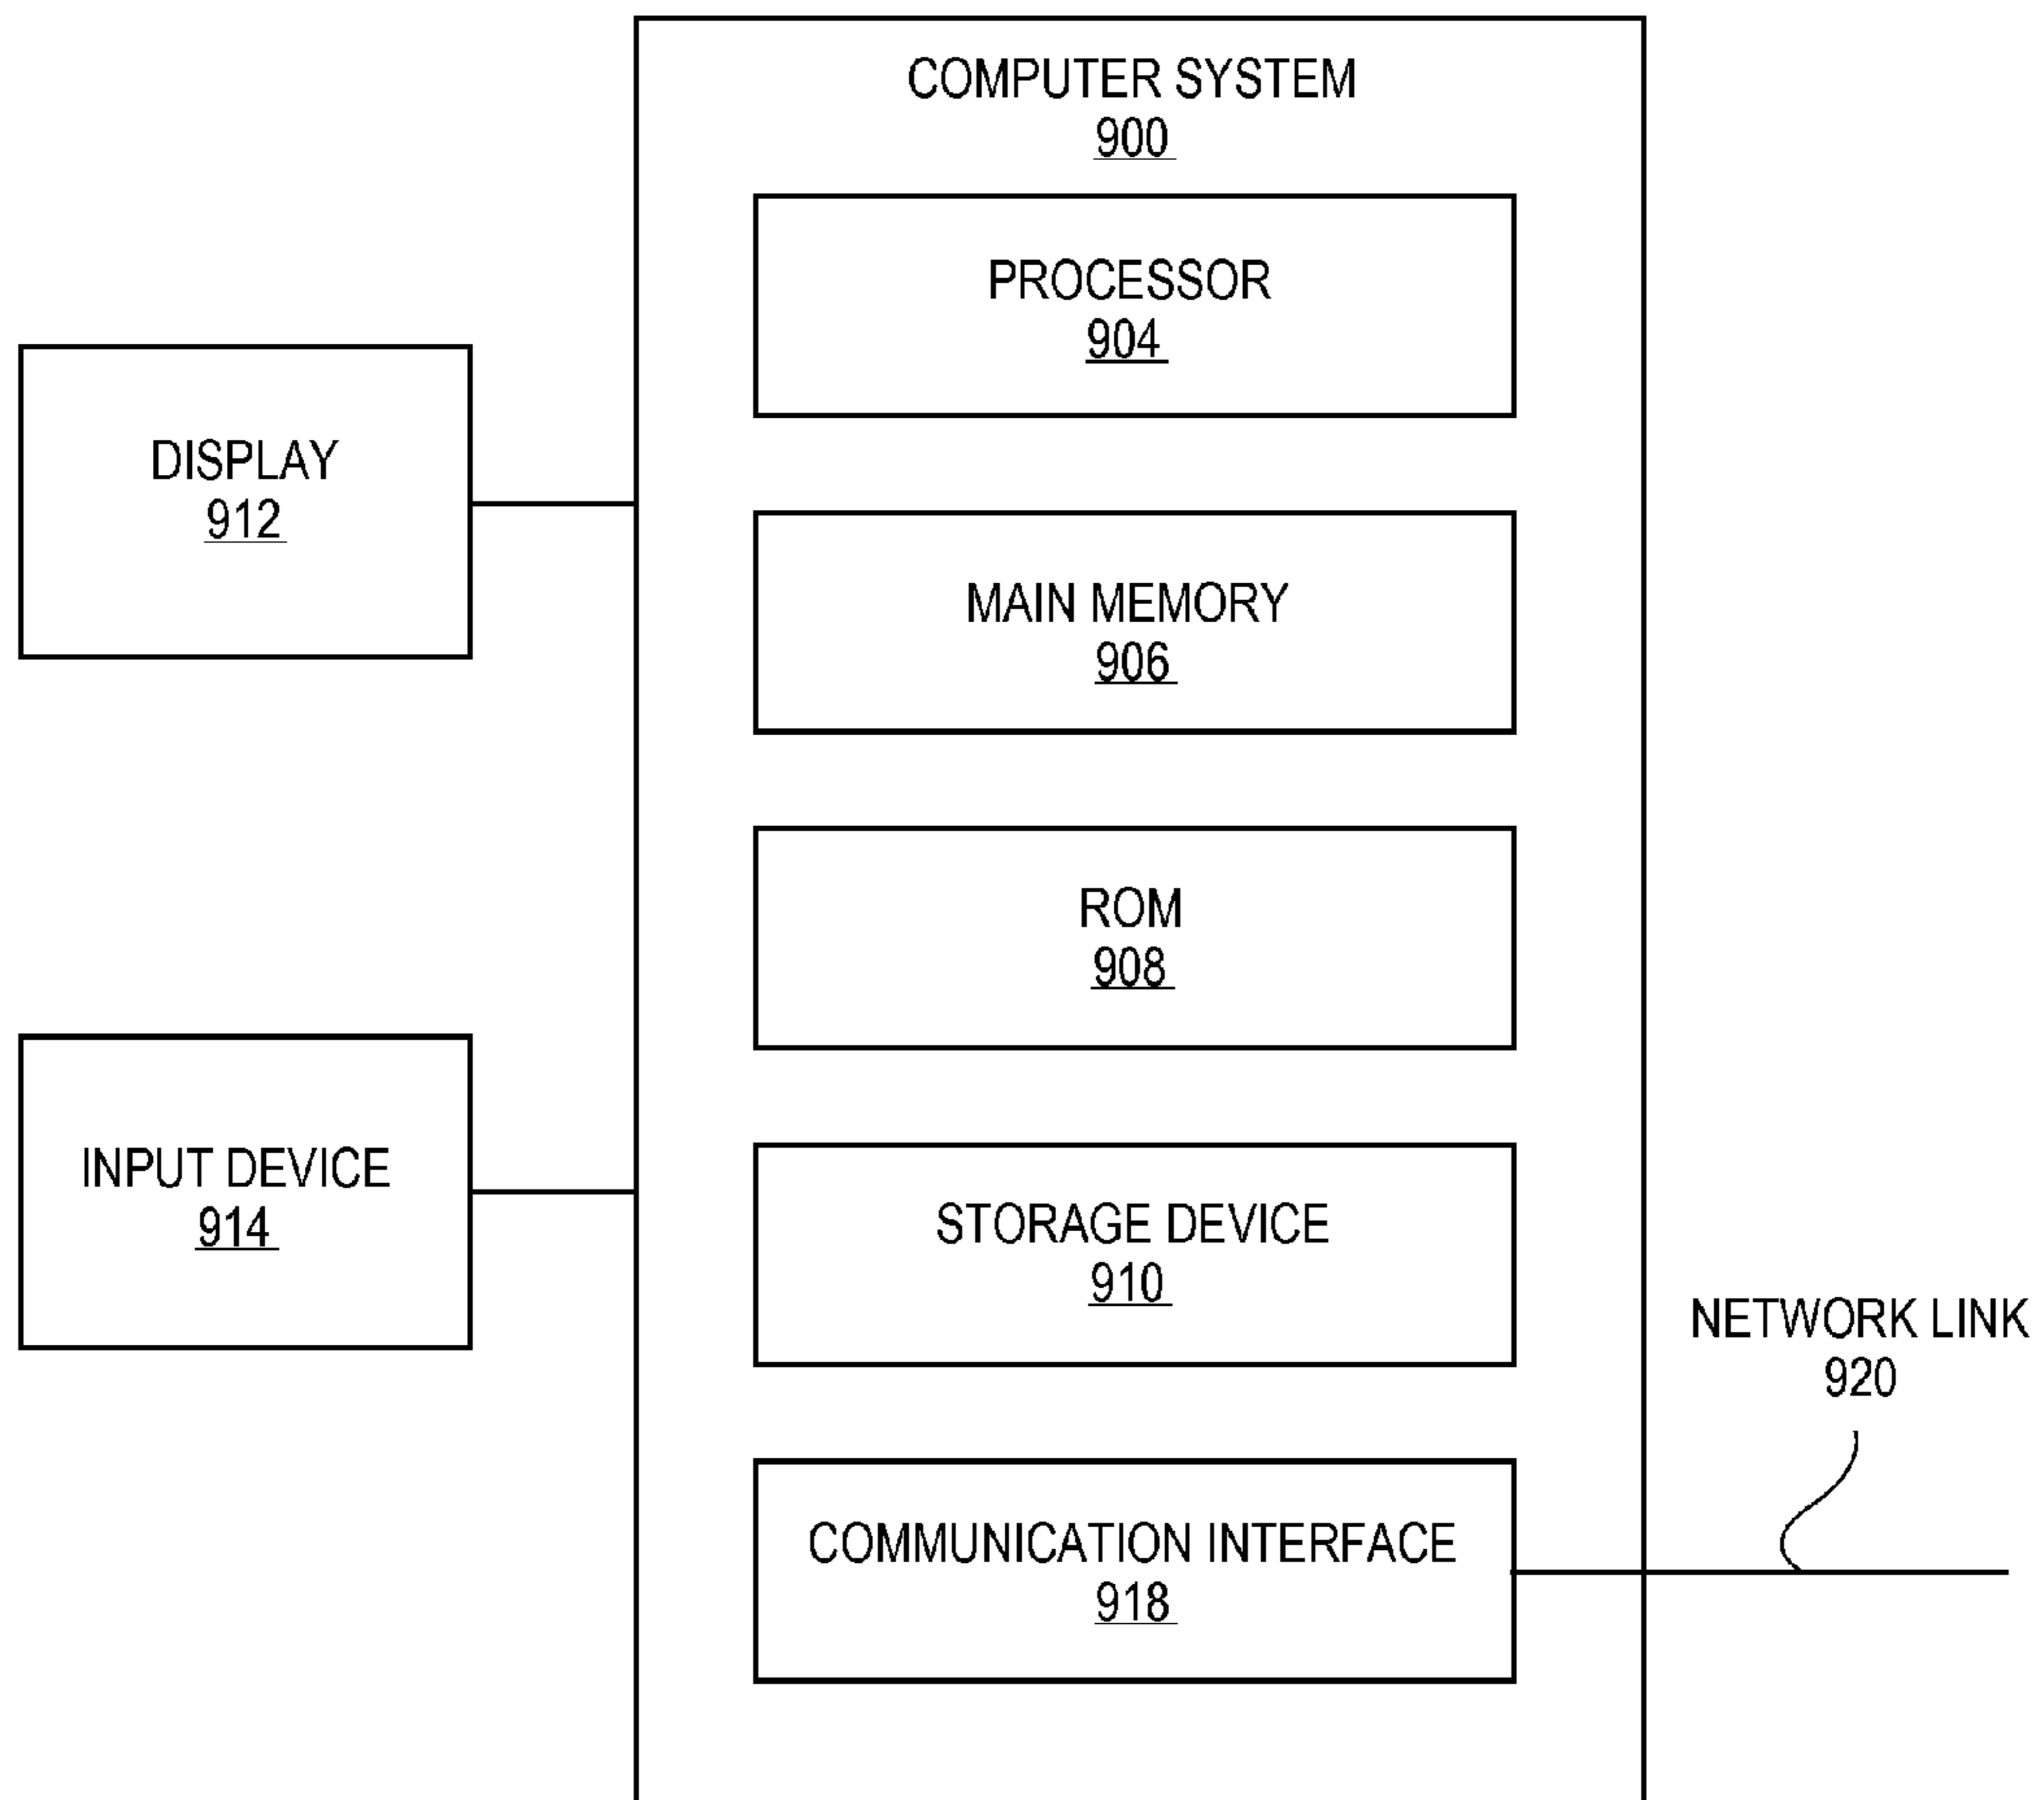 COMPUTER SYSTEM
900
PROCESSOR
904
DISPLAY
912
MAIN MEMORY
906
ROM
908
INPUT DEVICE
914
STORAGE DEVICE
910
NETWORK LINK
920
COMMUNICATION INTERFACE
918